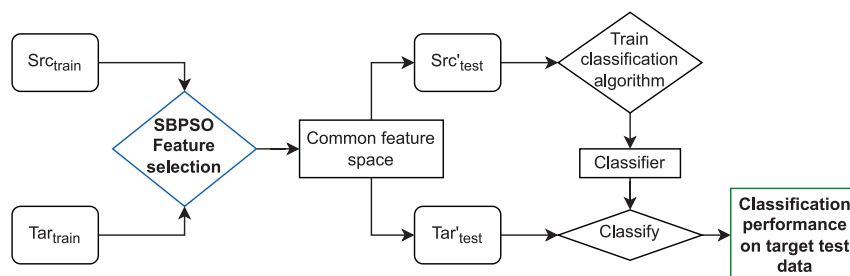 Src_train
Tar_train
SBPSO
Feature
selection
Common feature
space
Src'_test
Tar'_test
Train
classification
algorithm
Classifier
Classify
Classification
performance
on target test
data